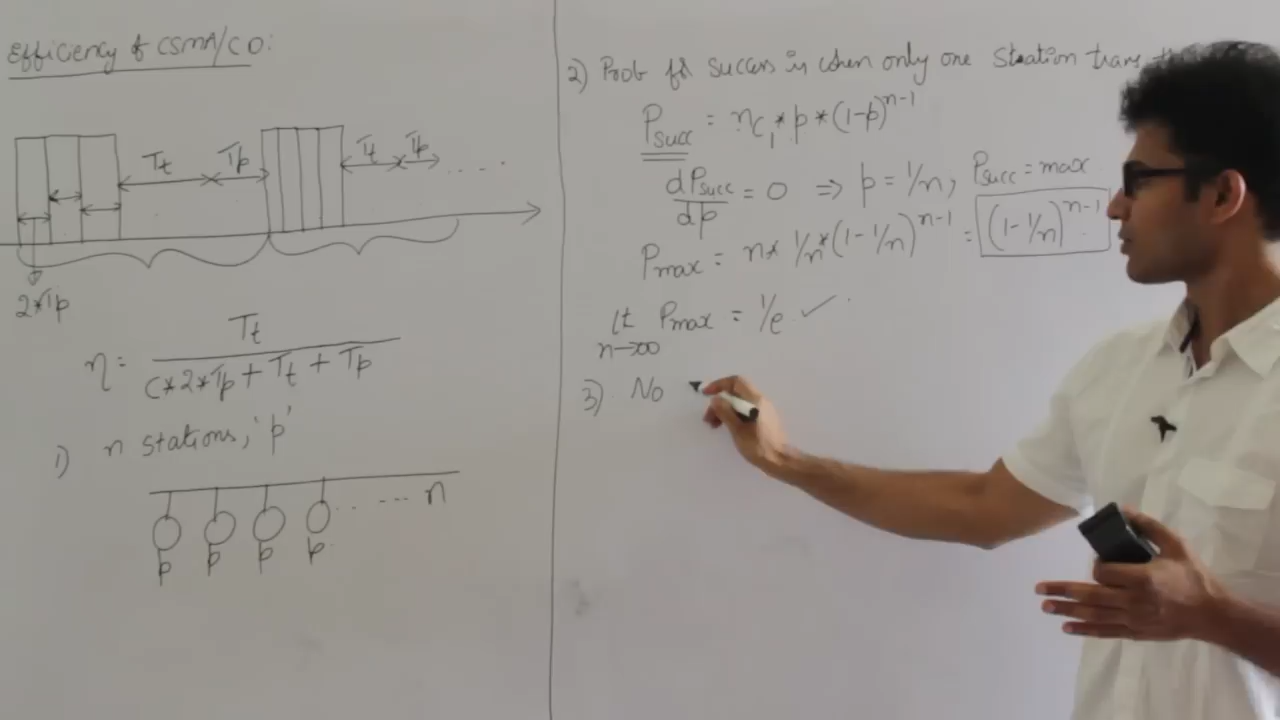 Efficiency of CSMA/CD:
Tt Tp Tt Tp ....
2*Tp
η = Tt / (C*2*Tp + Tt + Tp)
1) n stations, 'p'
... --- n
p p p p
2) Prob for success is when only one station
Psucc = nC1 * p * (1-p)^(n-1)
dPsucc/dp = 0 ⇒ p = 1/n, Psucc = max
Pmax = n * 1/n * (1-1/n)^(n-1) = (1-1/n)^(n-1)
Lt n→∞ Pmax = 1/e ✓
3) No